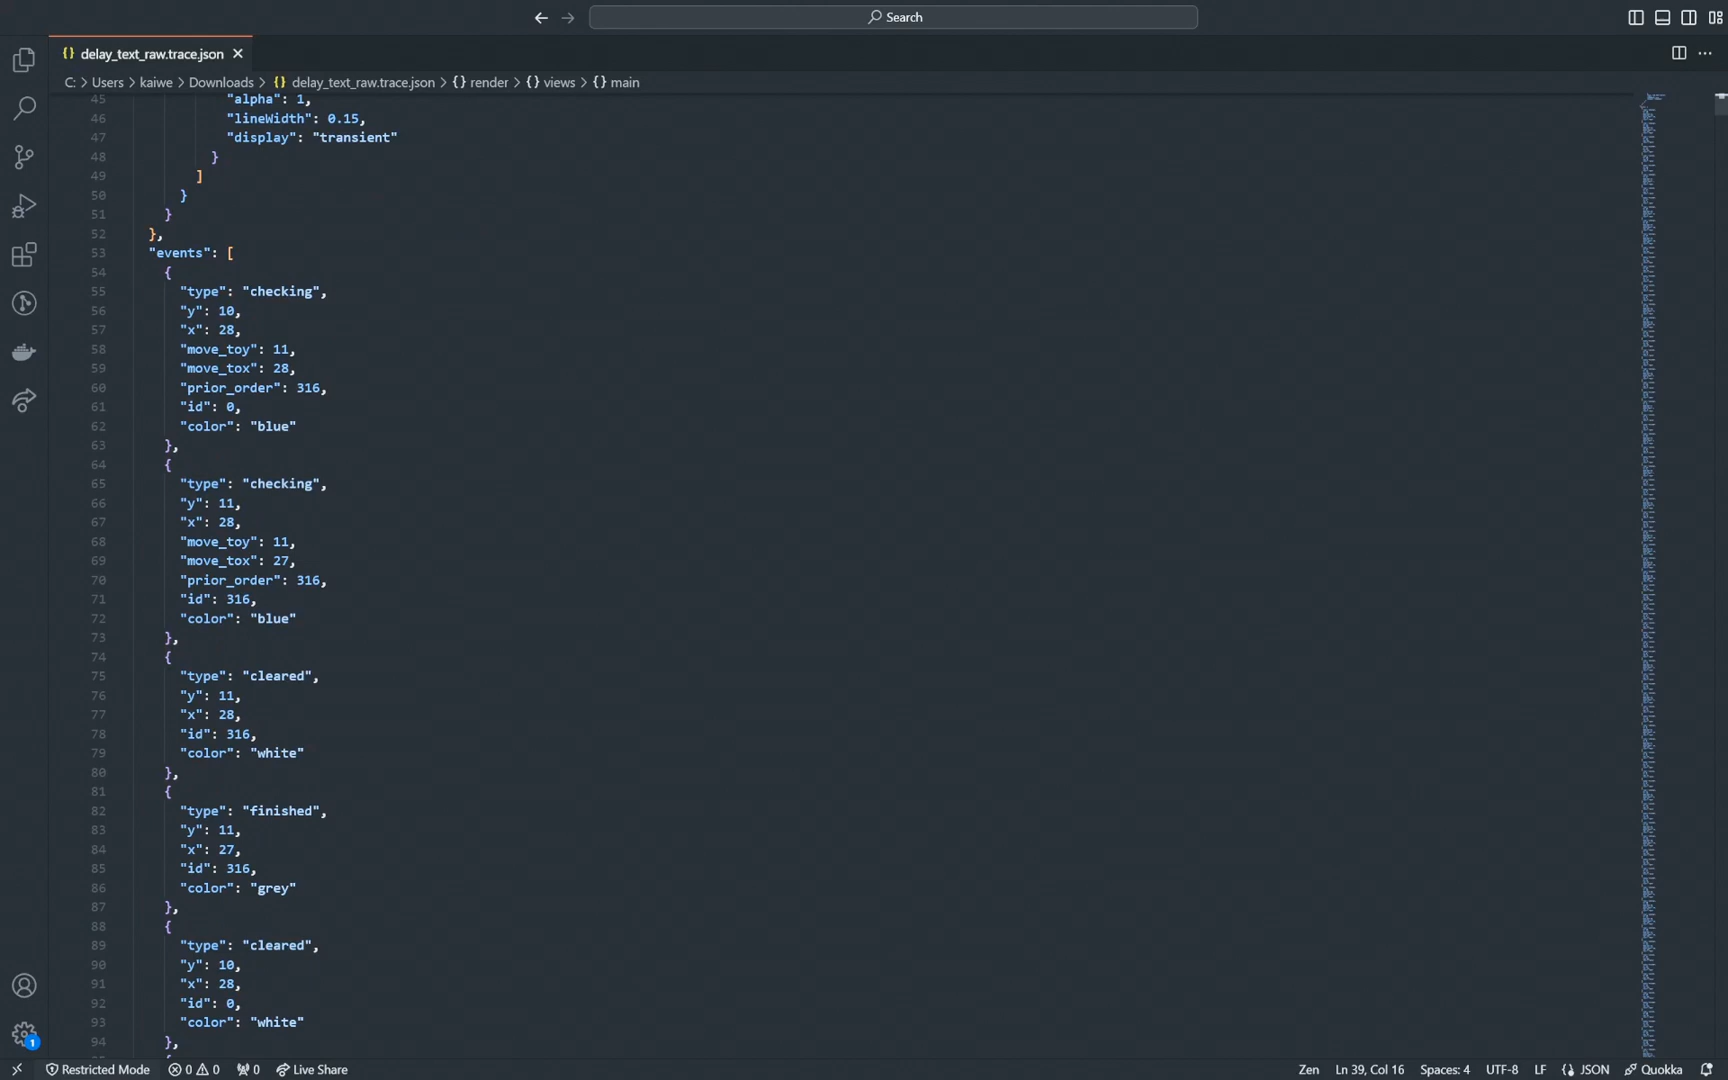 Search
{} delay_text_raw.trace.json
C: > Users > kaiwe > Downloads > {} delay_text_raw.trace.json > {} render > {} views > {} main
45 "alpha": 1,
46 "lineWidth": 0.15,
47 "display": "transient"
48 }
49 ]
50 }
51 }
52 },
53 "events": [
54 {
55 "type": "checking",
56 "y": 10,
57 "x": 28,
58 "move_toy": 11,
59 "move_tox": 28,
60 "prior_order": 316,
61 "id": 0,
62 "color": "blue"
63 },
64 {
65 "type": "checking",
66 "y": 11,
67 "x": 28,
68 "move_toy": 11,
69 "move_tox": 27,
70 "prior_order": 316,
71 "id": 316,
72 "color": "blue"
73 },
74 {
75 "type": "cleared",
76 "y": 11,
77 "x": 28,
78 "id": 316,
79 "color": "white"
80 },
81 {
82 "type": "finished",
83 "y": 11,
84 "x": 27,
85 "id": 316,
86 "color": "grey"
87 },
88 {
89 "type": "cleared",
90 "y": 10,
91 "x": 28,
92 "id": 0,
93 "color": "white"
94 },
1
Restricted Mode 0 0 0 Live Share Zen Ln 39, Col 16 Spaces: 4 UTF-8 LF {} JSON Quokka